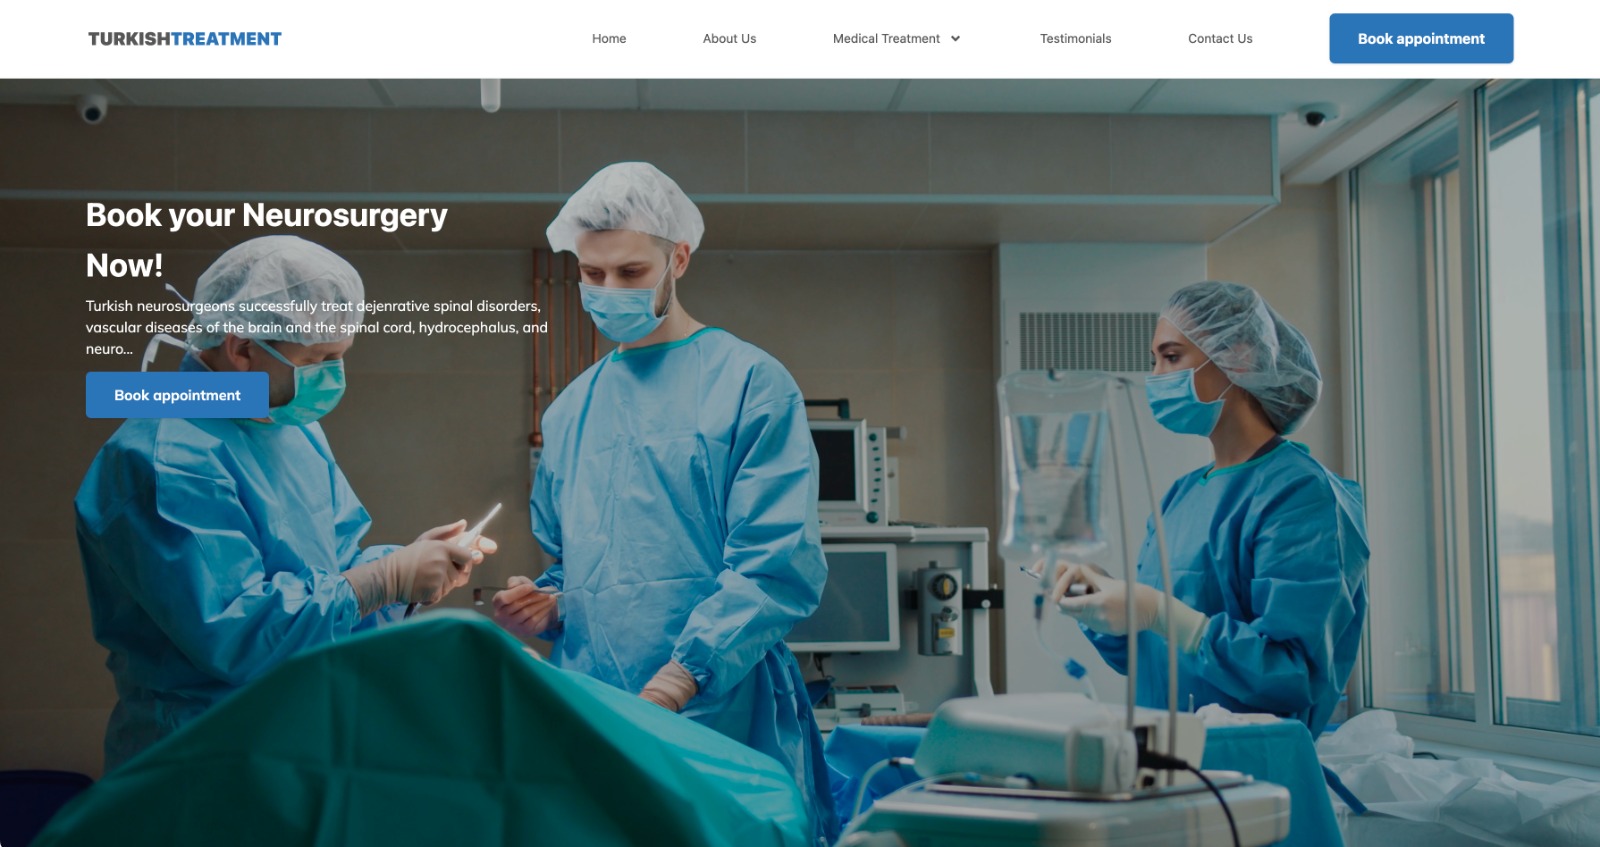 TURKISHTREATMENT
Home
About Us
Medical Treatment
Testimonials
Contact Us
Book appointment
Book your Neurosurgery
Now!
Turkish neurosurgeons successfully treat dejenrative spinal disorders,
vascular diseases of the brain and the spinal cord, hydrocephalus, and
neuro...
Book appointment